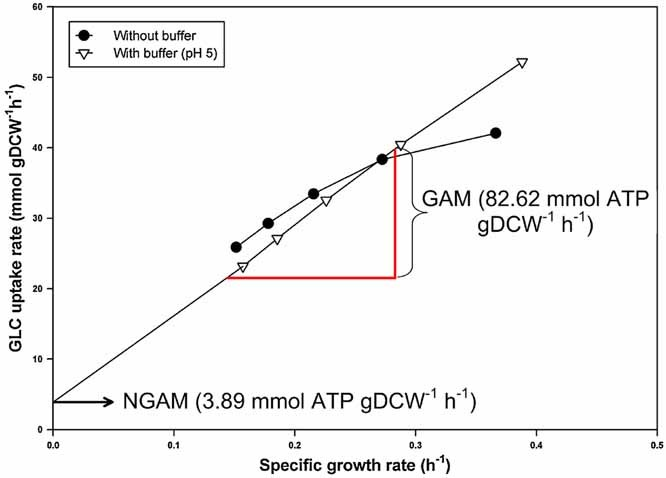 60
50
40
30
20
10
0
GLC uptake rate (mmol gDCW⁻¹h⁻¹)
Without buffer
With buffer (pH 5)
GAM (82.62 mmol ATP
gDCW⁻¹ h⁻¹)
NGAM (3.89 mmol ATP gDCW⁻¹ h⁻¹)
0.0 0.1 0.2 0.3 0.4 0.5
Specific growth rate (h⁻¹)